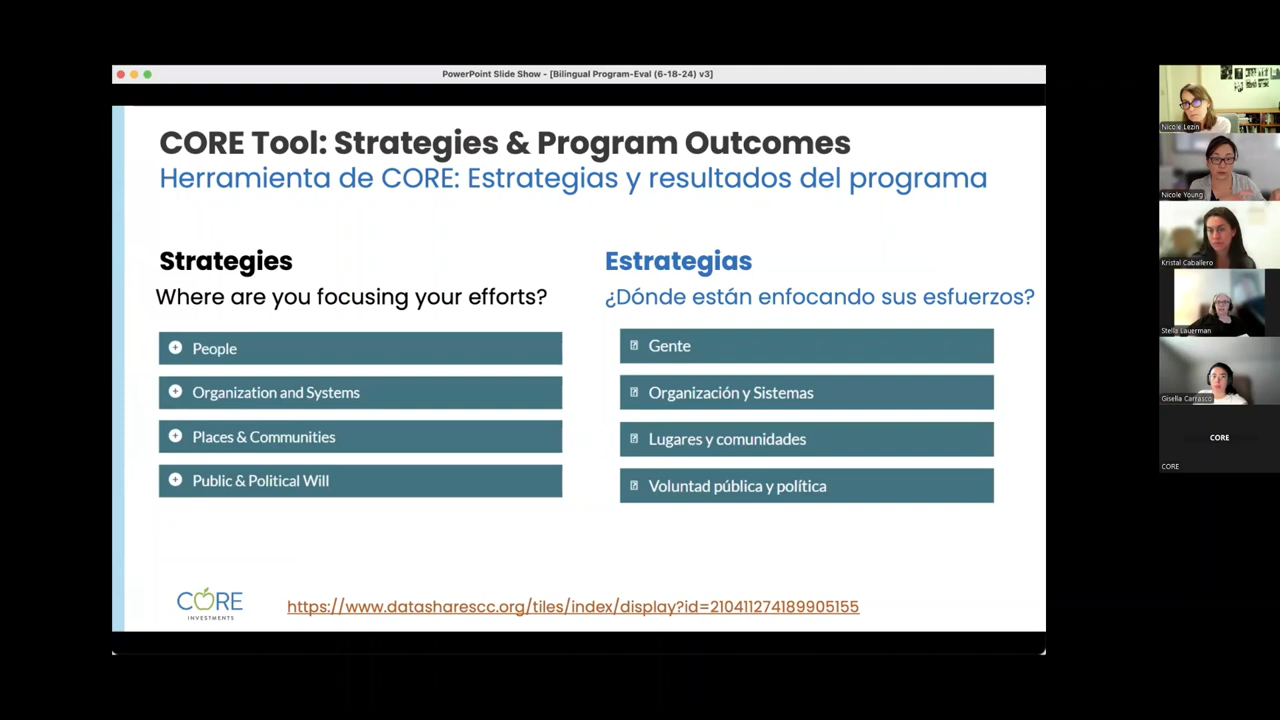 PowerPoint Slide Show - [Bilingual Program-Eval (6-18-24) v3]
CORE Tool: Strategies & Program Outcomes
Herramienta de CORE: Estrategias y resultados del programa
Strategies
Where are you focusing your efforts?
People
Organization and Systems
Places & Communities
Public & Political Will
Estrategias
¿Dónde están enfocando sus esfuerzos?
Gente
Organización y Sistemas
Lugares y comunidades
Voluntad pública y política
CORE
INVESTMENTS
https://www.datasharescc.org/tiles/index/display?id=210411274189905155
Nicole Lezin
Nicole Young
Kristal Caballero
Stella Lauerman
Gisella Carrasco
CORE
CORE